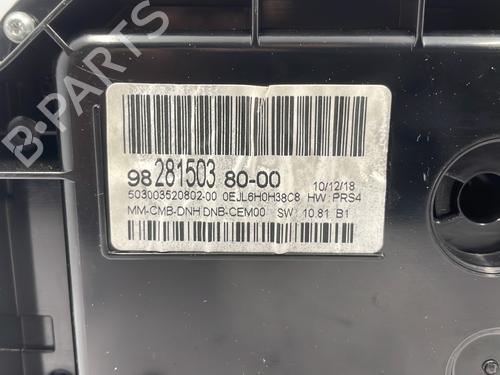 B-PARTS
98 281503 80-00
10/12/18
503003520802-00 0EJL6H0H38C8 HW: PRS4
MM-CMB-DNH DNB-CEM00 SW: 10.81 B1